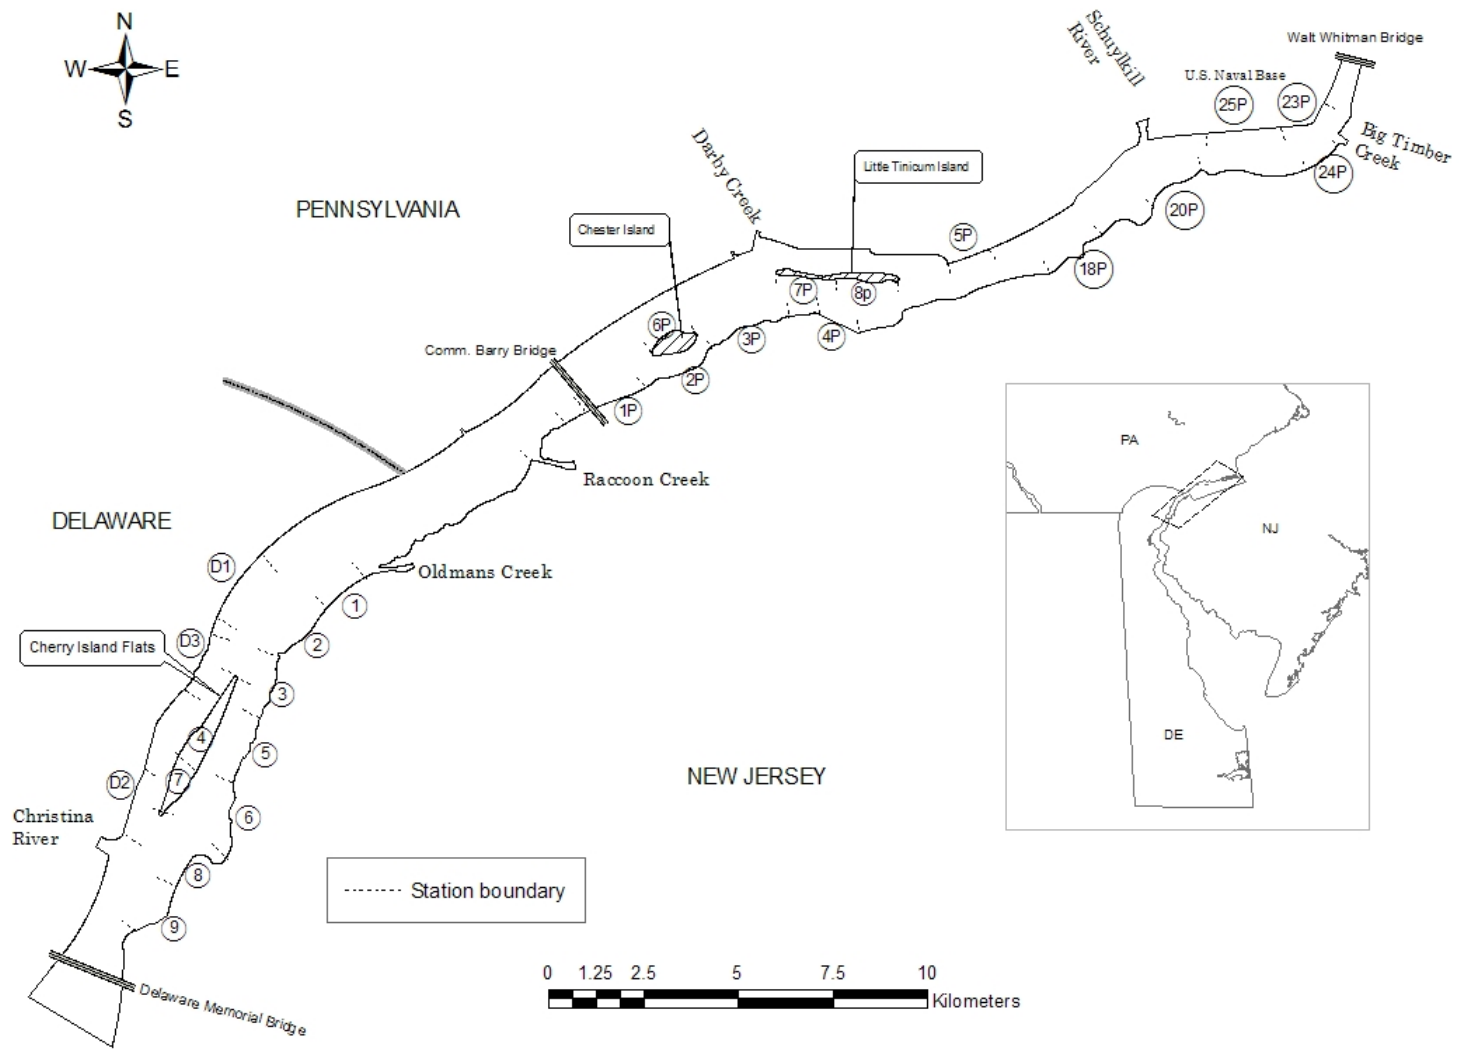 N
W E
S
Schuylkill
River
Walt Whitman Bridge
U.S. Naval Base
25P
23P
Big Timber
Creek
24P
Darby Creek
Little Tinicum Island
PENNSYLVANIA
Chester Island
20P
5P
18P
7P
8p
6P
3P
4P
Comm. Barry Bridge
2P
1P
Raccoon Creek
PA
DELAWARE
NJ
D1
Oldmans Creek
1
D3
2
Cherry Island Flats
3
4
5
DE
NEW JERSEY
D2
7
Christina
River
6
8
Station boundary
9
0 1.25 2.5 5 7.5 10
Kilometers
Delaware Memorial Bridge